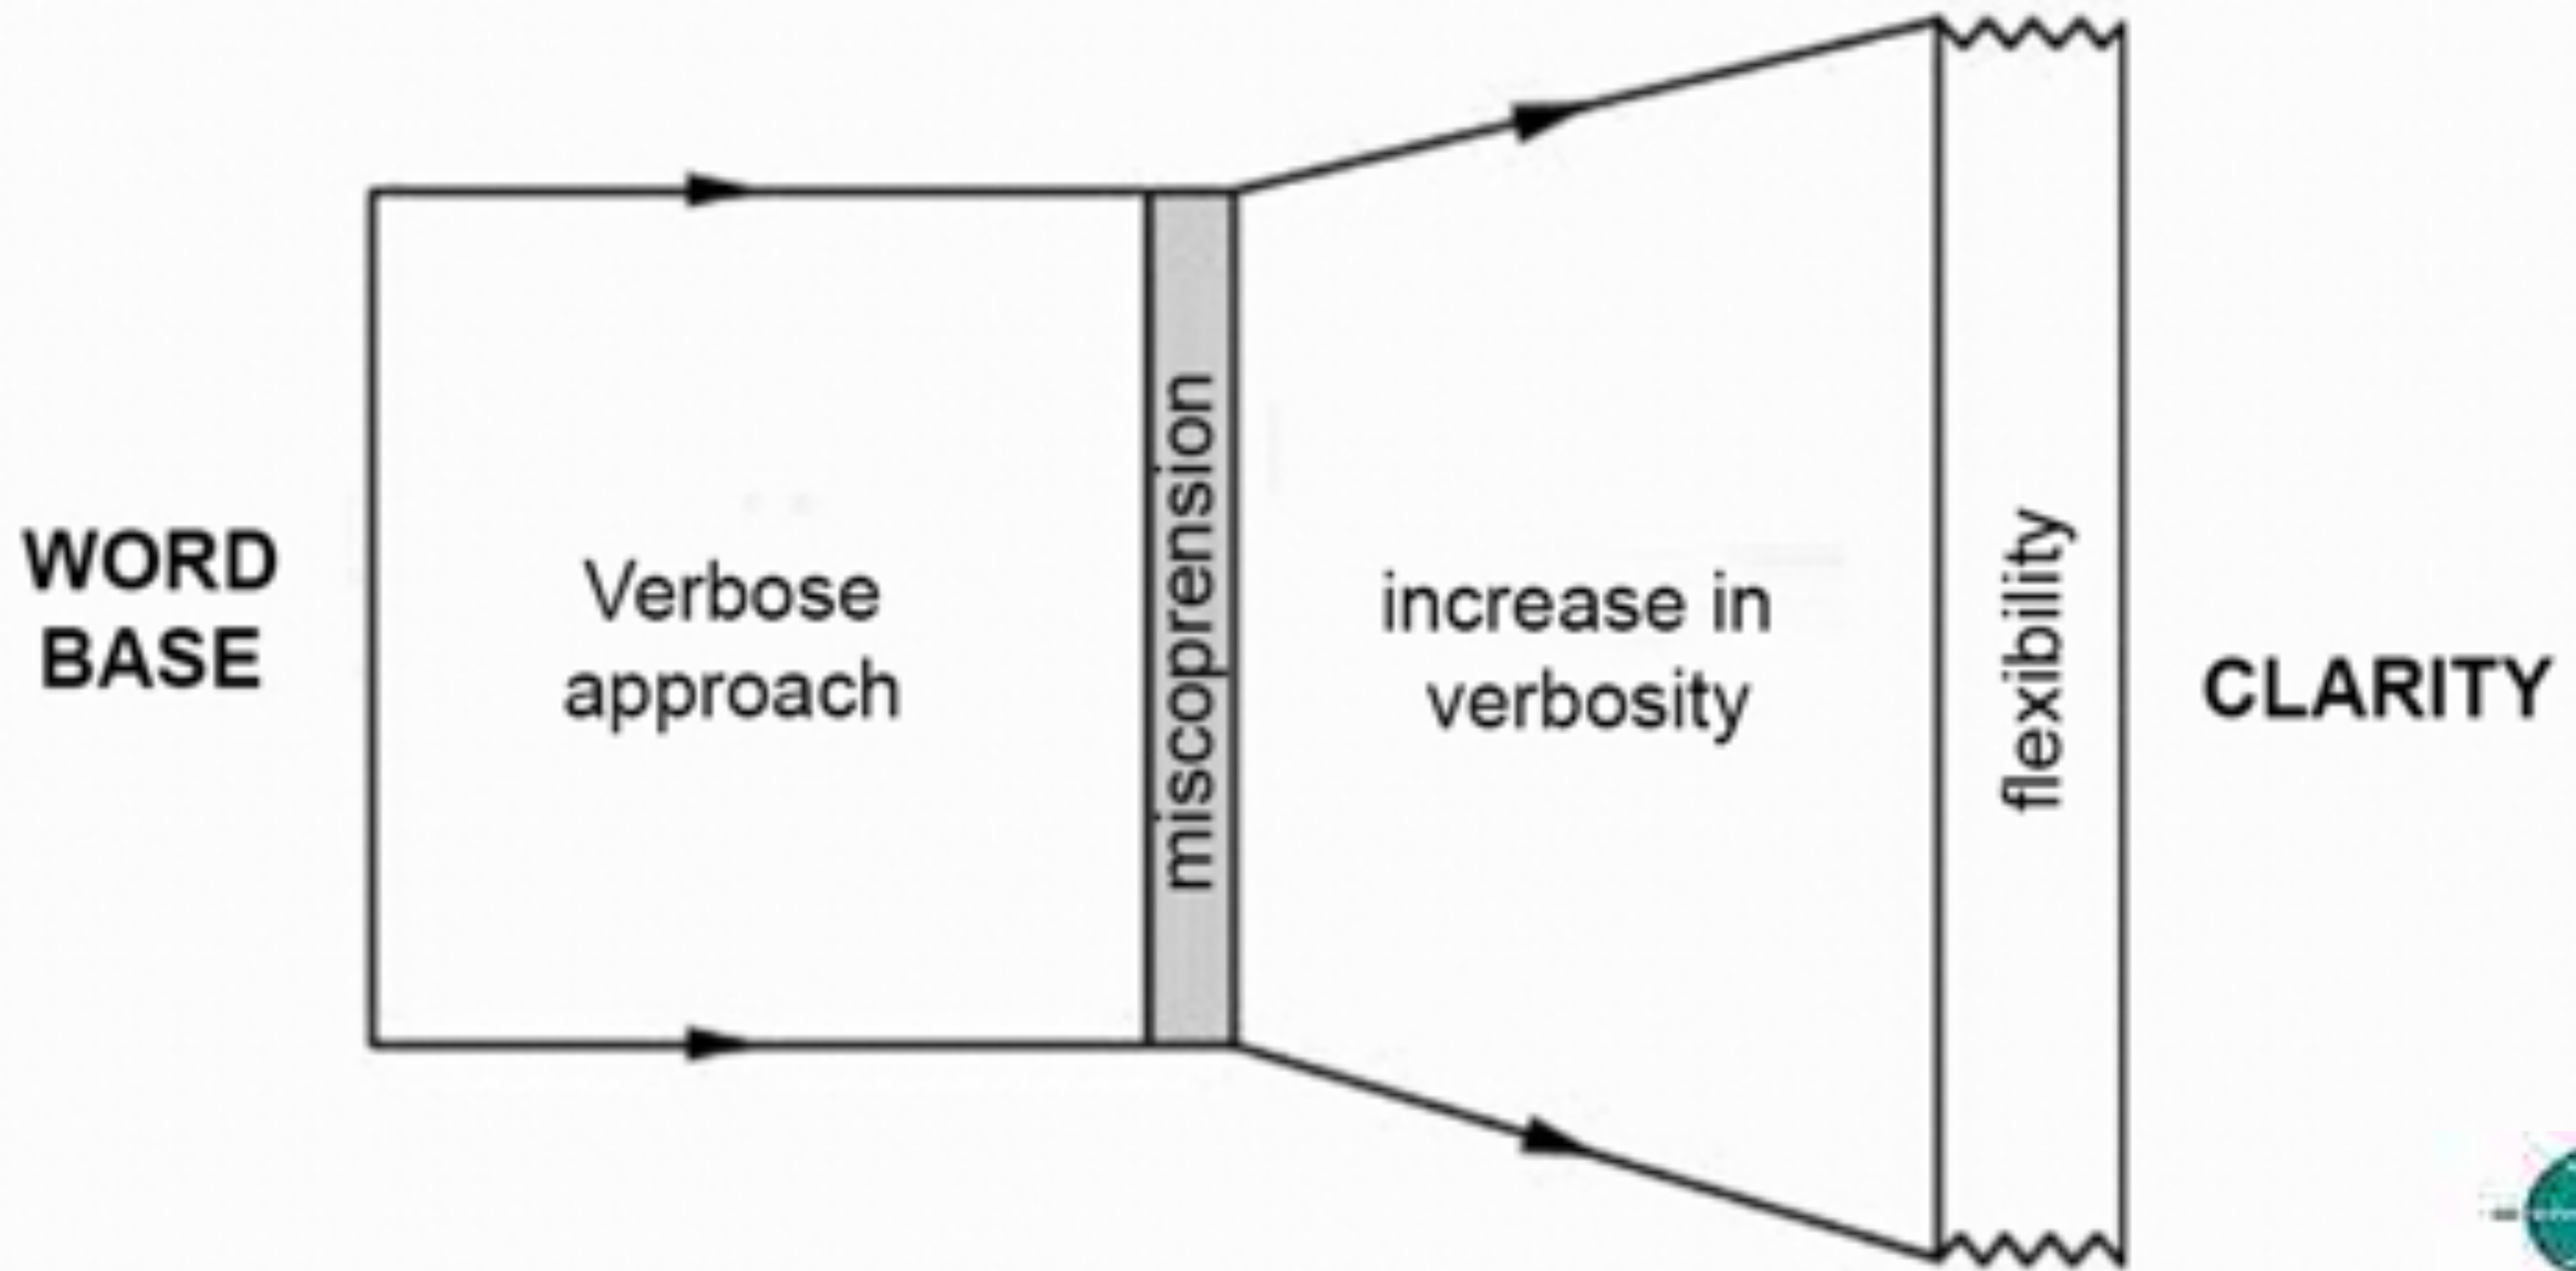 WORD
BASE
Verbose
approach
miscoprension
increase in
verbosity
flexibility
CLARITY